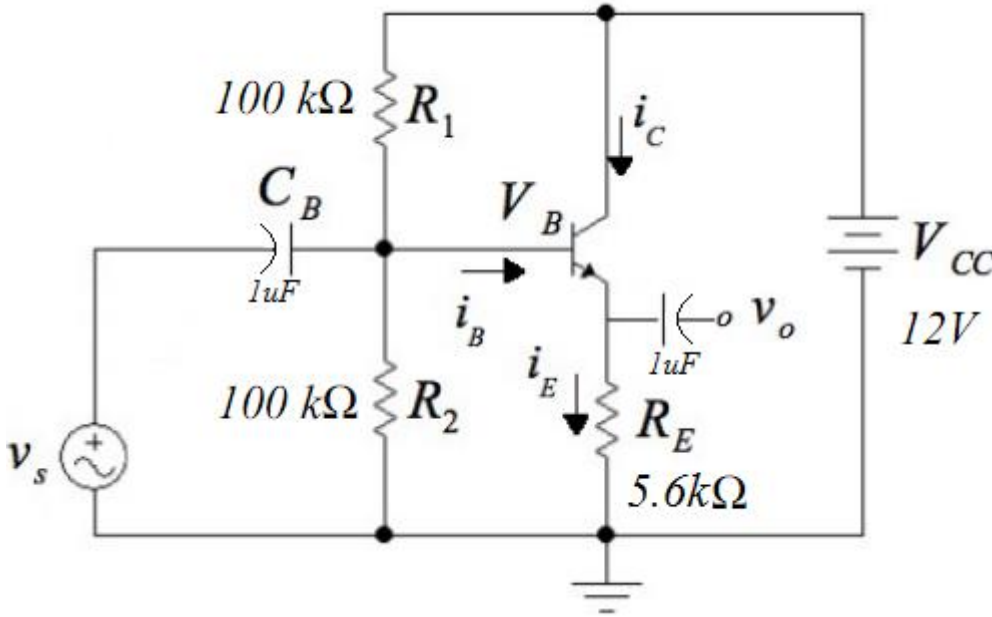 100 kΩ R1
iC
CB
1uF
VB
iB
VCC
12V
vo
1uF
iE
100 kΩ R2
RE
5.6kΩ
vs
+